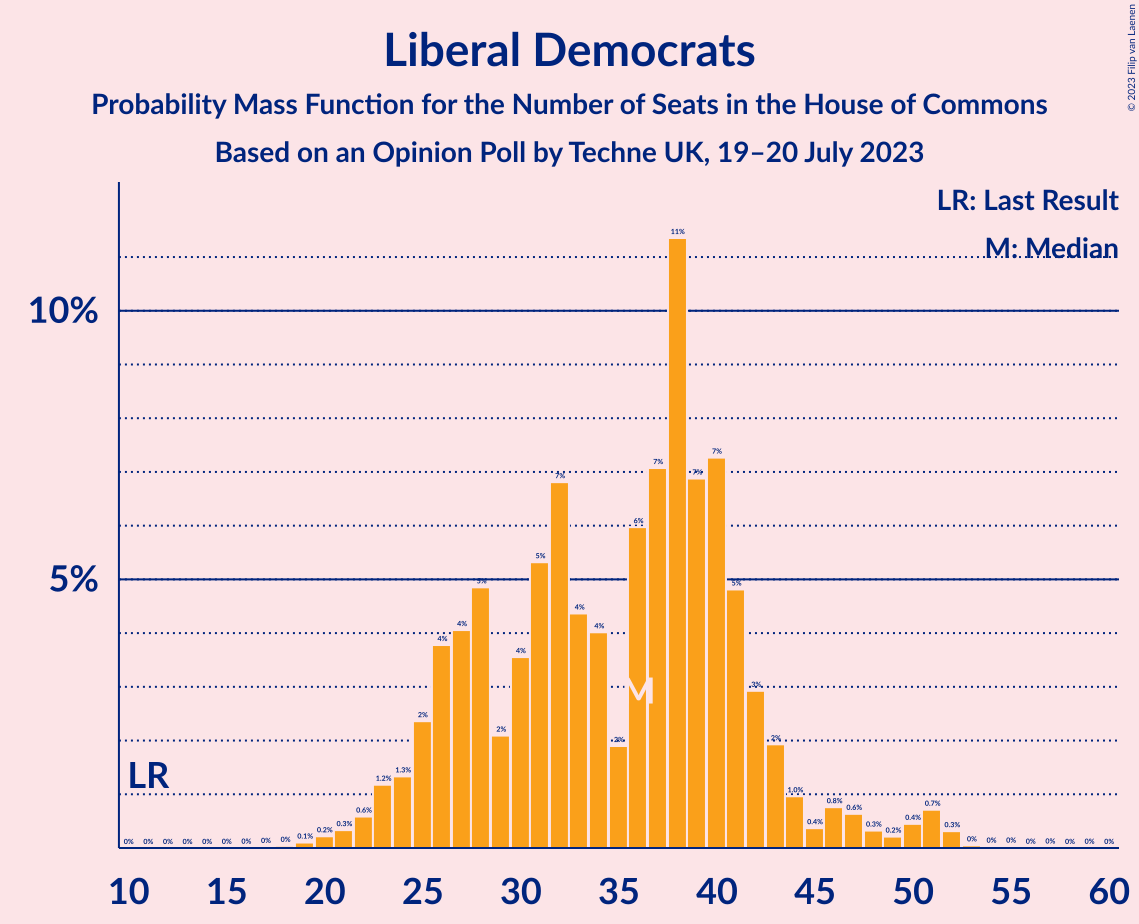 © 2023 Filip van Laenen
Liberal Democrats
Probability Mass Function for the Number of Seats in the House of Commons
Based on an Opinion Poll by Techne UK, 19–20 July 2023
LR: Last Result
M: Median
10%
5%
LR
M
0% 0% 0% 0% 0% 0% 0% 0% 0% 0.1% 0.2% 0.3% 0.6% 1.2% 1.3% 2% 4% 4% 5% 2% 4% 5% 7% 4% 4% 2% 6% 7% 11% 7% 7% 5% 3% 2% 1.0% 0.4% 0.8% 0.6% 0.3% 0.2% 0.4% 0.7% 0.3% 0% 0% 0% 0% 0% 0% 0% 0%
10 15 20 25 30 35 40 45 50 55 60